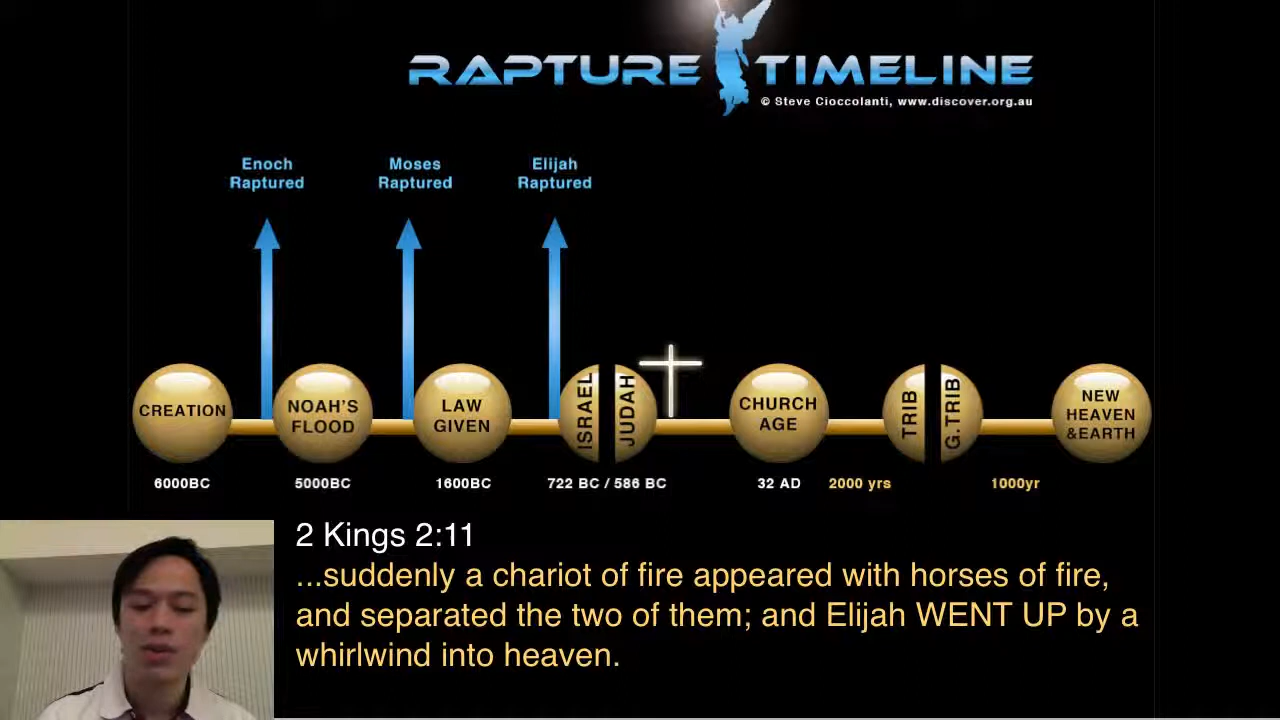 RAPTURE TIMELINE
© Steve Cioccolanti, www.discover.org.au
Enoch
Raptured
Moses
Raptured
Elijah
Raptured
CREATION
NOAH'S
FLOOD
LAW
GIVEN
ISRAEL
JUDAH
CHURCH
AGE
TRIB
G.TRIB
NEW
HEAVEN
&EARTH
6000BC
5000BC
1600BC
722 BC / 586 BC
32 AD
2000 yrs
1000yr
2 Kings 2:11
...suddenly a chariot of fire appeared with horses of fire,
and separated the two of them; and Elijah WENT UP by a
whirlwind into heaven.